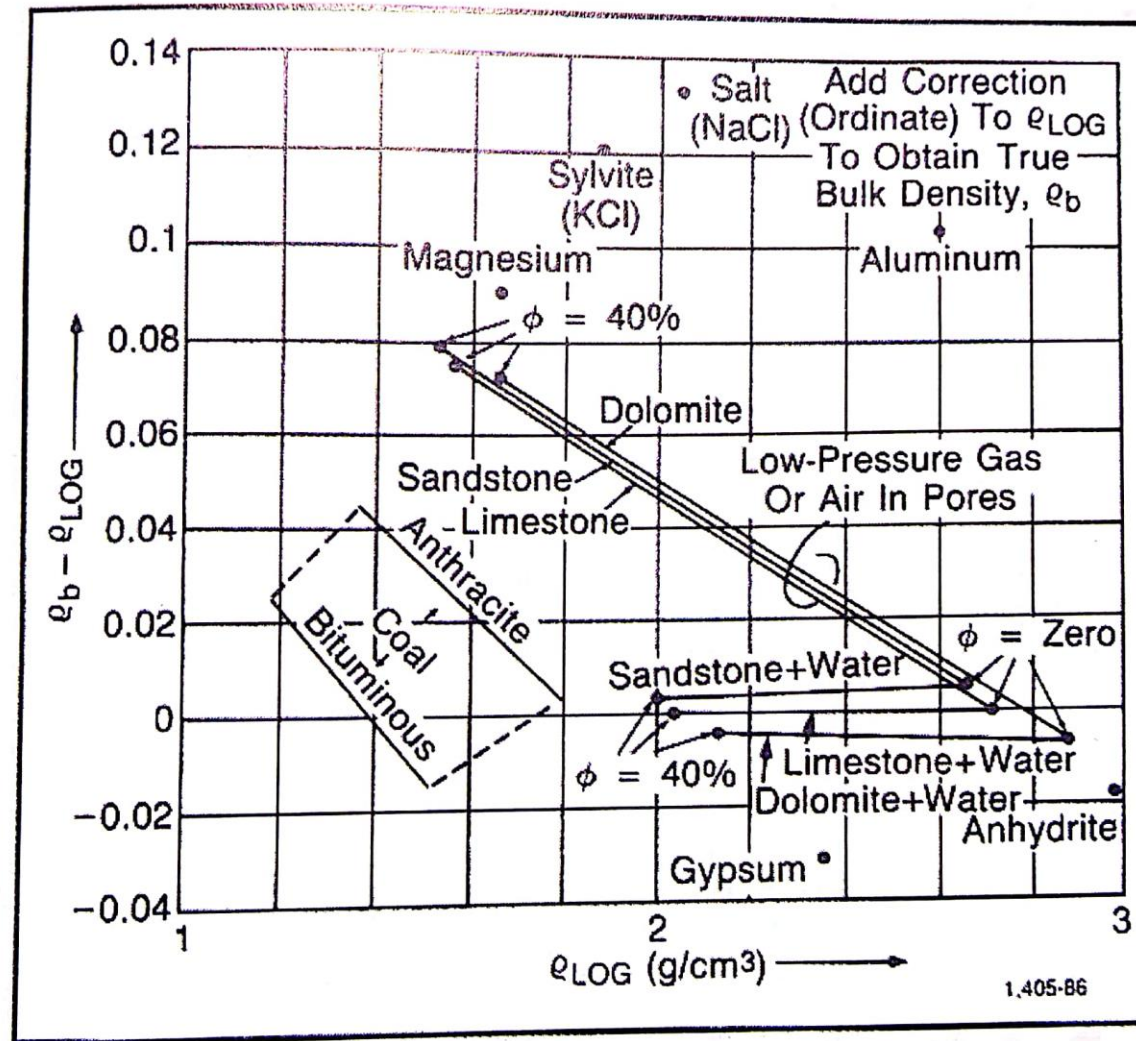 0.14
0.12
0.1
0.08
0.06
0.04
0.02
0
−0.02
−0.04
ϱb − ϱLOG
1
2
3
ϱLOG (g/cm³)
Salt
(NaCl)
Add Correction
(Ordinate) To ϱLOG
To Obtain True
Bulk Density, ϱb
Sylvite
(KCl)
Magnesium
Aluminum
ϕ = 40%
Dolomite
Sandstone
Limestone
Low-Pressure Gas
Or Air In Pores
Anthracite
Coal
Bituminous
ϕ = Zero
Sandstone+Water
ϕ = 40%
Limestone+Water
Dolomite+Water
Anhydrite
Gypsum
1,405-86